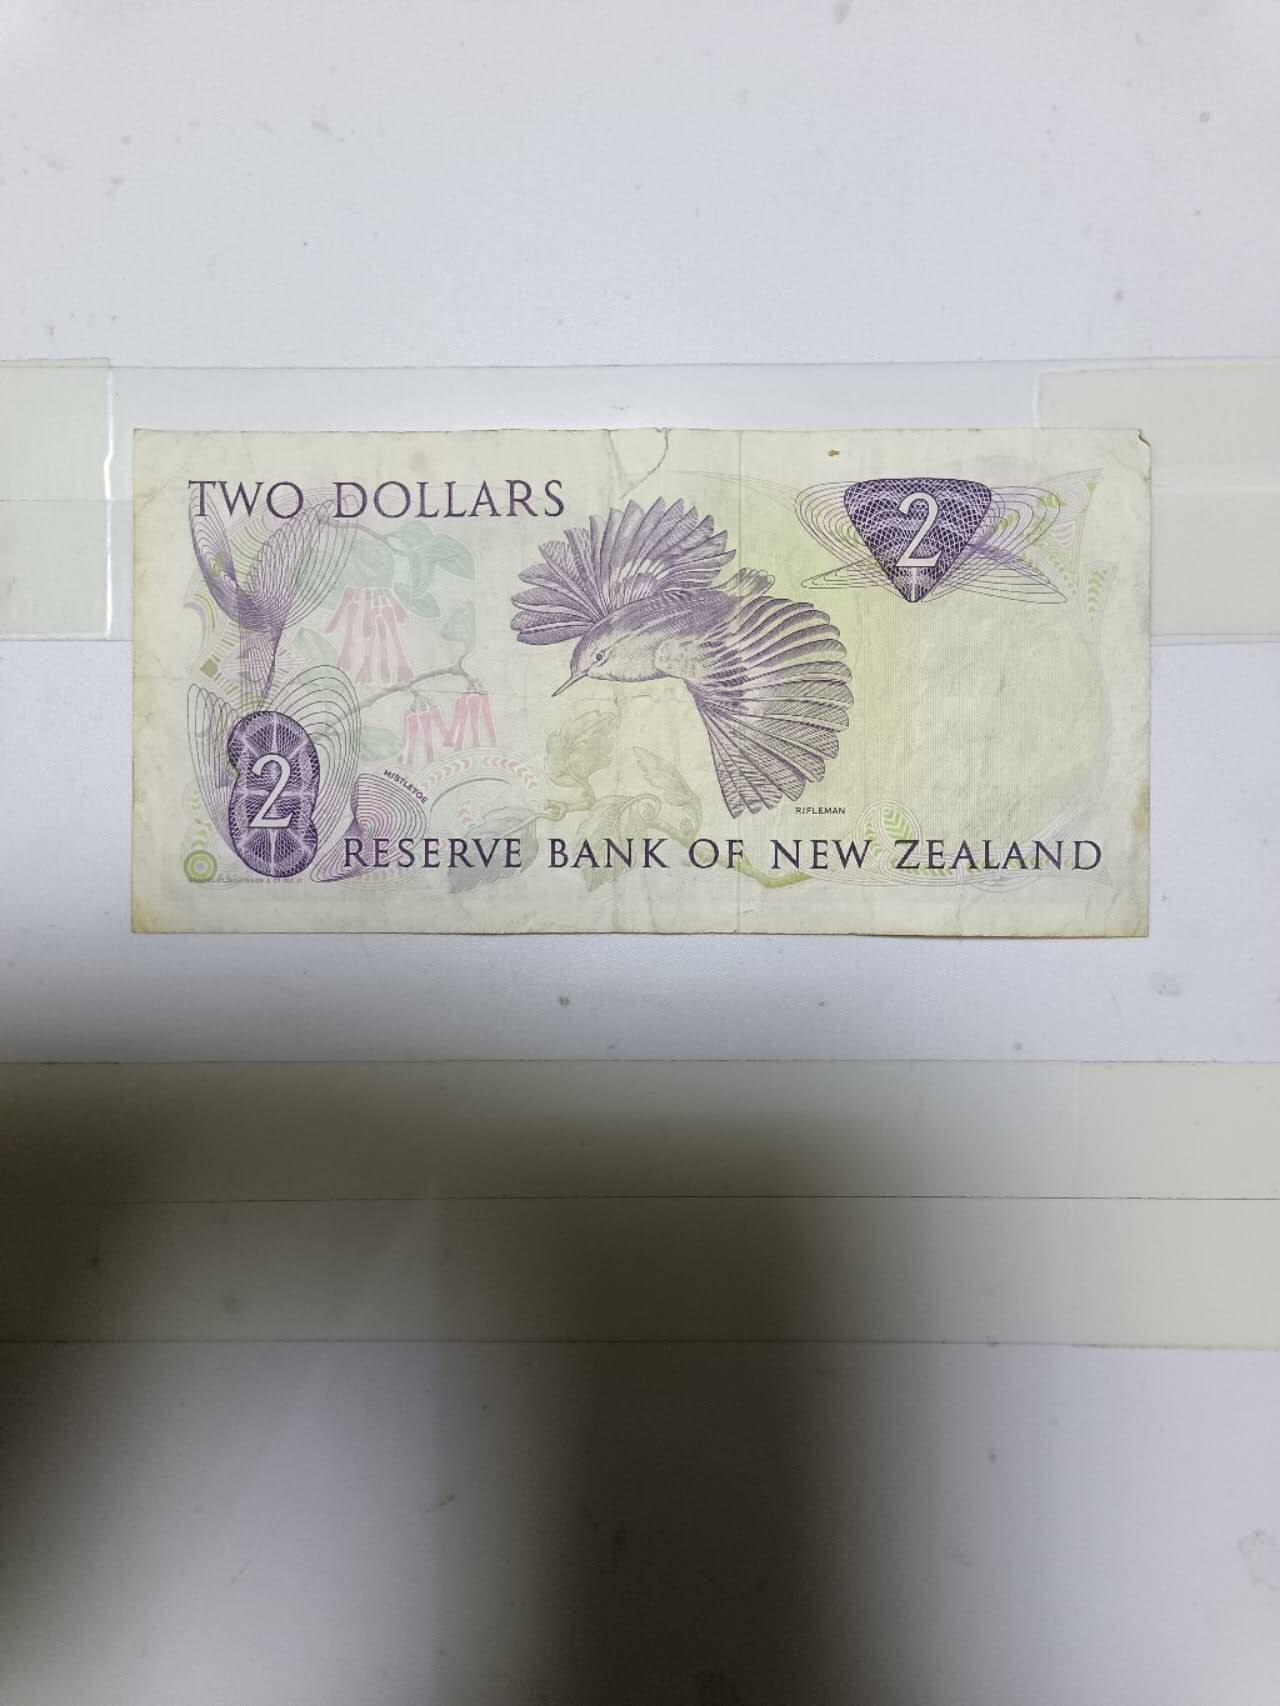 TWO DOLLARS
2
RIFLEMAN
MISTLETOE
2
RESERVE BANK OF NEW ZEALAND